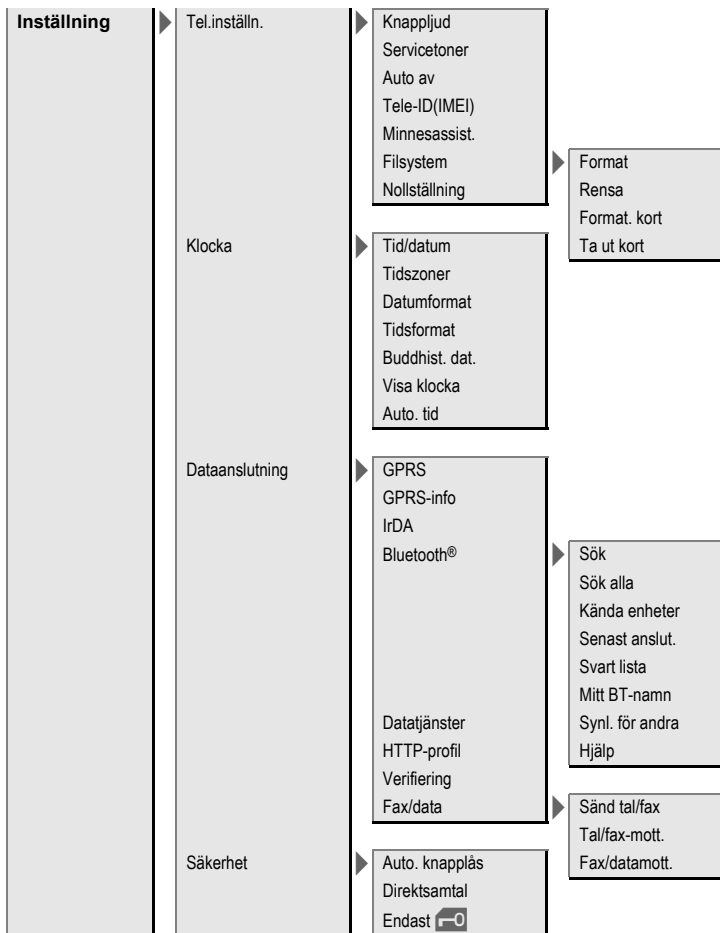 Inställning
Tel.inställn.
Knappljud
Servicetoner
Auto av
Tele-ID(IMEI)
Minnesassist.
Filsystem
Format
Rensa
Format. kort
Ta ut kort
Nollställning
Klocka
Tid/datum
Tidszoner
Datumformat
Tidsformat
Buddhist. dat.
Visa klocka
Auto. tid
Dataanslutning
GPRS
GPRS-info
IrDA
Bluetooth®
Sök
Sök alla
Kända enheter
Senast anslut.
Svart lista
Mitt BT-namn
Synl. för andra
Hjälp
Datatjänster
HTTP-profil
Verifiering
Fax/data
Sänd tal/fax
Tal/fax-mott.
Fax/datamott.
Säkerhet
Auto. knapplås
Direktsamtal
Endast